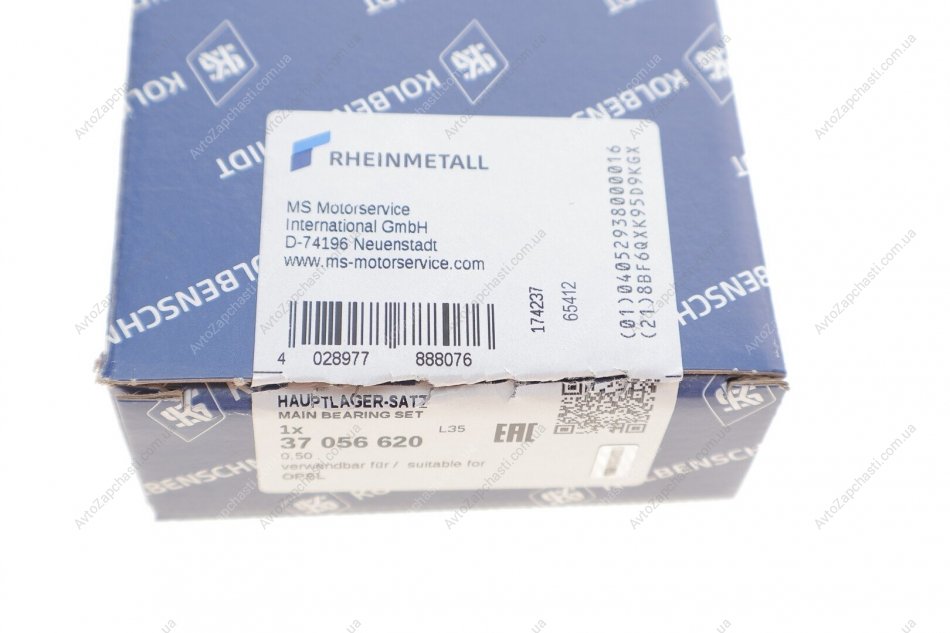 RHEINMETALL
MS Motorservice
International GmbH
D-74196 Neuenstadt
www.ms-motorservice.com
4 028977 888076
174237
65412
(01)04052938000016
(21)8BF6QXK95D9KGX
HAUPTLAGER-SATZ
MAIN BEARING SET
1x
L35
EAC
37 056 620
0.50
verwendbar für / suitable for
OPEL
KOLBENSCHMIDT
AvtoZapchasti.com.ua